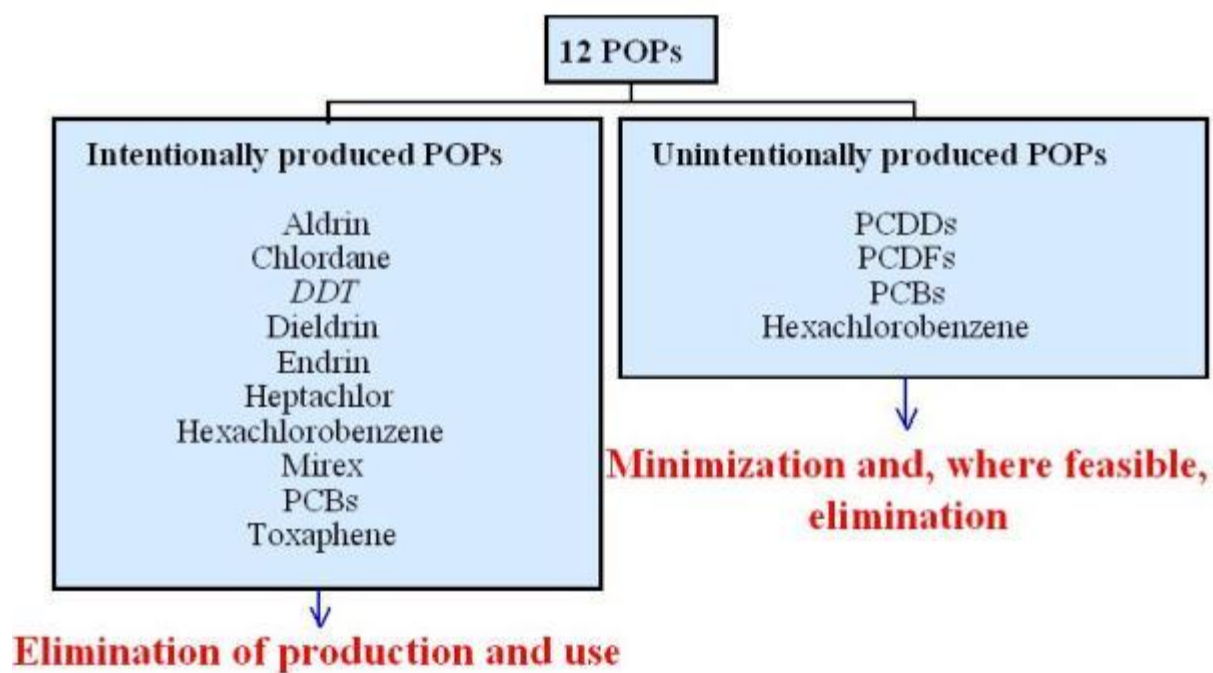 12 POPs
Intentionally produced POPs
Aldrin
Chlordane
DDT
Dieldrin
Endrin
Heptachlor
Hexachlorobenzene
Mirex
PCBs
Toxaphene
Elimination of production and use
Unintentionally produced POPs
PCDDs
PCDFs
PCBs
Hexachlorobenzene
Minimization and, where feasible,
elimination